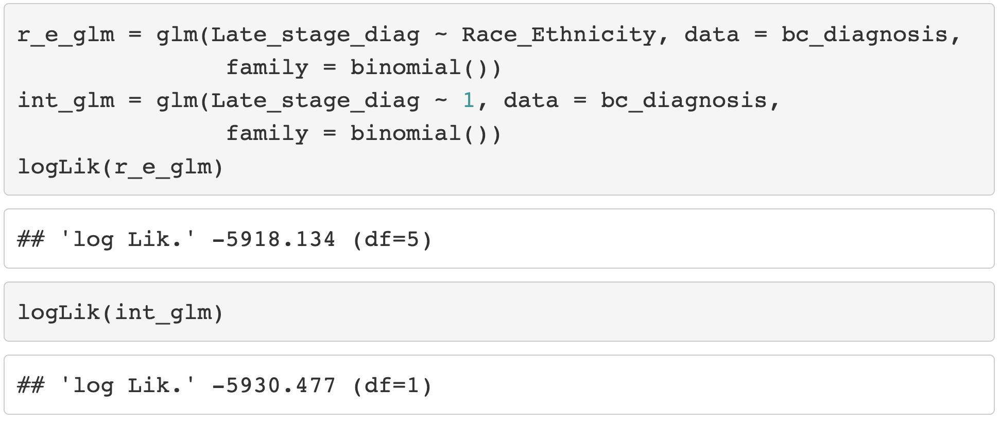 r_e_glm = glm(Late_stage_diag ~ Race_Ethnicity, data = bc_diagnosis,
               family = binomial())
int_glm = glm(Late_stage_diag ~ 1, data = bc_diagnosis,
               family = binomial())
logLik(r_e_glm)
## 'log Lik.' -5918.134 (df=5)
logLik(int_glm)
## 'log Lik.' -5930.477 (df=1)